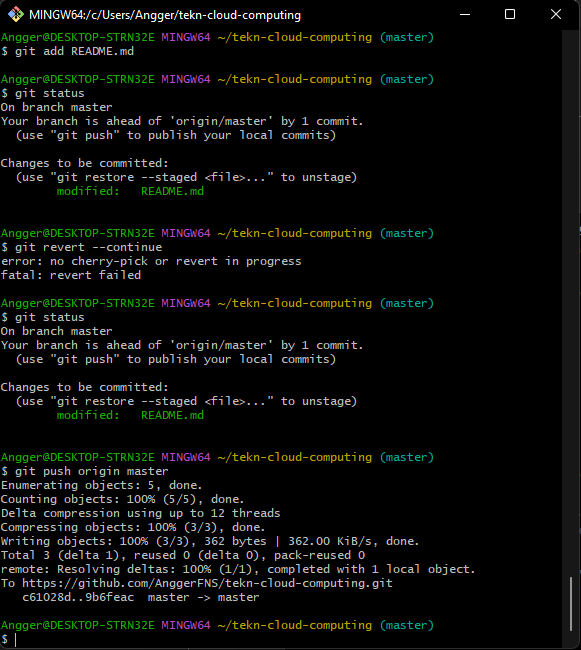 MINGW64:/c/Users/Angger/tekn-cloud-computing
Angger@DESKTOP-STRN32E MINGW64 ~/tekn-cloud-computing (master)
$ git add README.md
Angger@DESKTOP-STRN32E MINGW64 ~/tekn-cloud-computing (master)
$ git status
On branch master
Your branch is ahead of 'origin/master' by 1 commit.
  (use "git push" to publish your local commits)
Changes to be committed:
  (use "git restore --staged <file>..." to unstage)
        modified:   README.md
Angger@DESKTOP-STRN32E MINGW64 ~/tekn-cloud-computing (master)
$ git revert --continue
error: no cherry-pick or revert in progress
fatal: revert failed
Angger@DESKTOP-STRN32E MINGW64 ~/tekn-cloud-computing (master)
$ git status
On branch master
Your branch is ahead of 'origin/master' by 1 commit.
  (use "git push" to publish your local commits)
Changes to be committed:
  (use "git restore --staged <file>..." to unstage)
        modified:   README.md
Angger@DESKTOP-STRN32E MINGW64 ~/tekn-cloud-computing (master)
$ git push origin master
Enumerating objects: 5, done.
Counting objects: 100% (5/5), done.
Delta compression using up to 12 threads
Compressing objects: 100% (3/3), done.
Writing objects: 100% (3/3), 362 bytes | 362.00 KiB/s, done.
Total 3 (delta 1), reused 0 (delta 0), pack-reused 0
remote: Resolving deltas: 100% (1/1), completed with 1 local object.
To https://github.com/AnggerFNS/tekn-cloud-computing.git
   c61028d..9b6feac  master -> master
Angger@DESKTOP-STRN32E MINGW64 ~/tekn-cloud-computing (master)
$